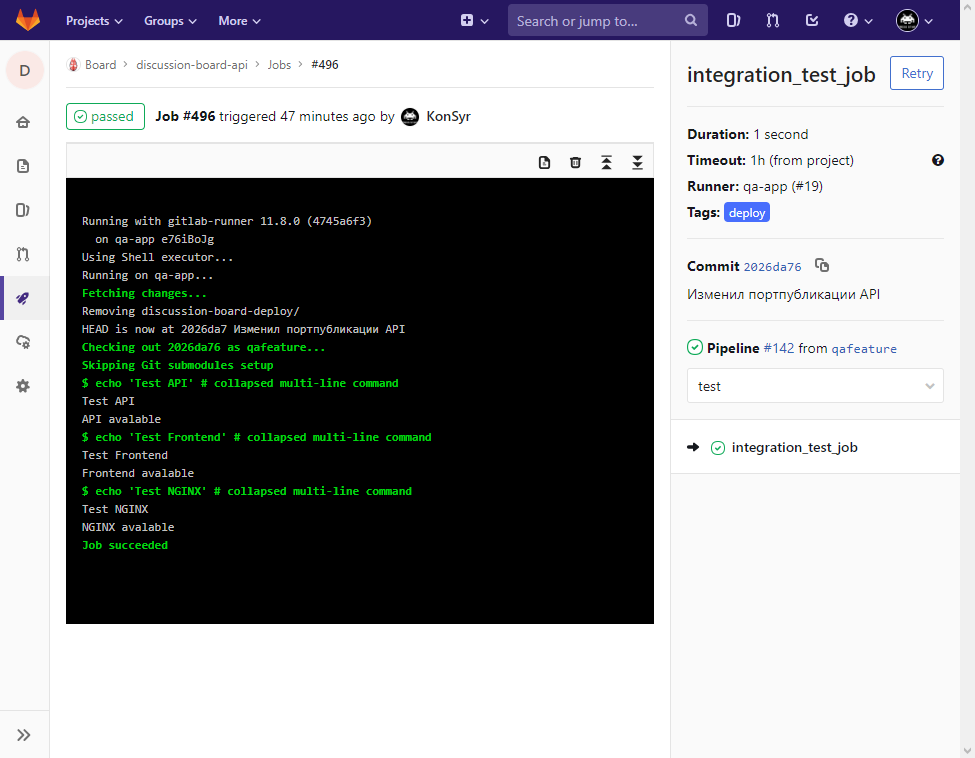 Projects Groups More Search or jump to...
D
Board > discussion-board-api > Jobs > #496
passed Job #496 triggered 47 minutes ago by KonSyr
Running with gitlab-runner 11.8.0 (4745a6f3)
on qa-app e76iBoJg
Using Shell executor...
Running on qa-app...
Fetching changes...
Removing discussion-board-deploy/
HEAD is now at 2026da7 Изменил портпубликации API
Checking out 2026da76 as qafeature...
Skipping Git submodules setup
$ echo 'Test API' # collapsed multi-line command
Test API
API avalable
$ echo 'Test Frontend' # collapsed multi-line command
Test Frontend
Frontend avalable
$ echo 'Test NGINX' # collapsed multi-line command
Test NGINX
NGINX avalable
Job succeeded
integration_test_job Retry
Duration: 1 second
Timeout: 1h (from project)
Runner: qa-app (#19)
Tags: deploy
Commit 2026da76
Изменил портпубликации API
Pipeline #142 from qafeature
test
integration_test_job